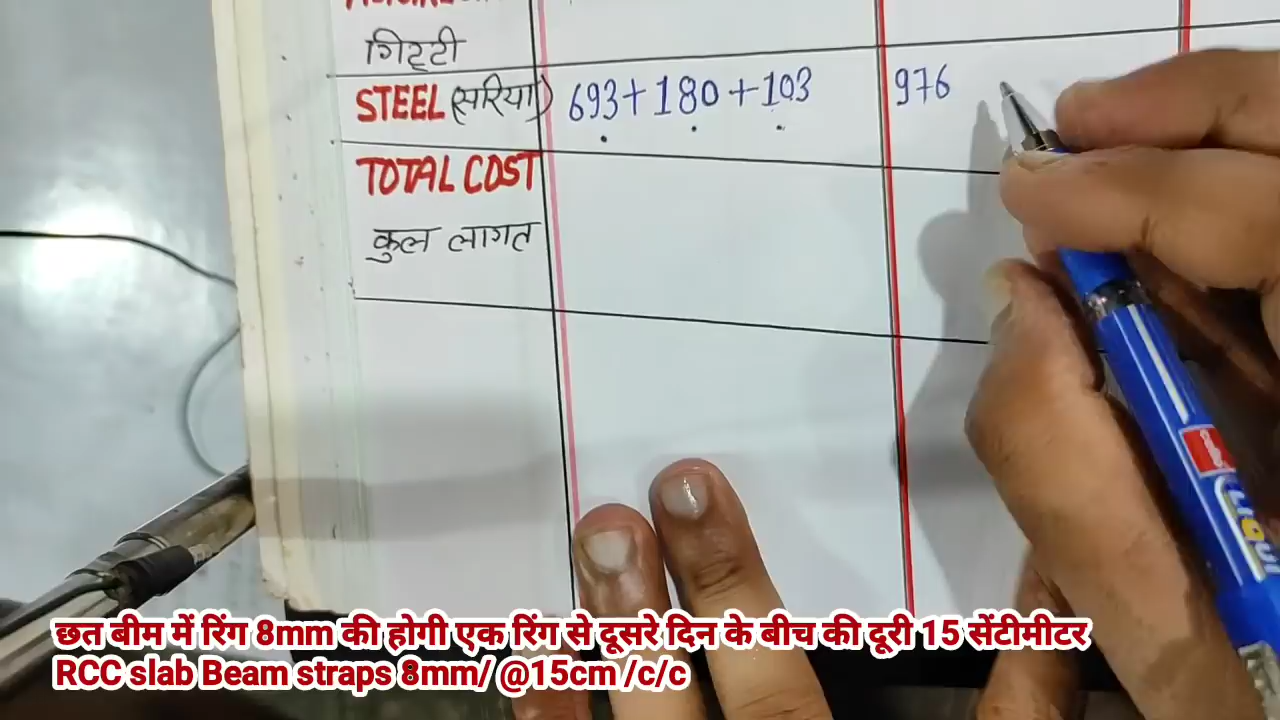 गिट्टी
STEEL (सरिया) 693+180+103 976
TOTAL COST
कुल लागत
छत बीम में रिंग 8mm की होगी एक रिंग से दूसरे दिन के बीच की दूरी 15 सेंटीमीटर
RCC slab Beam straps 8mm/ @15cm /c/c